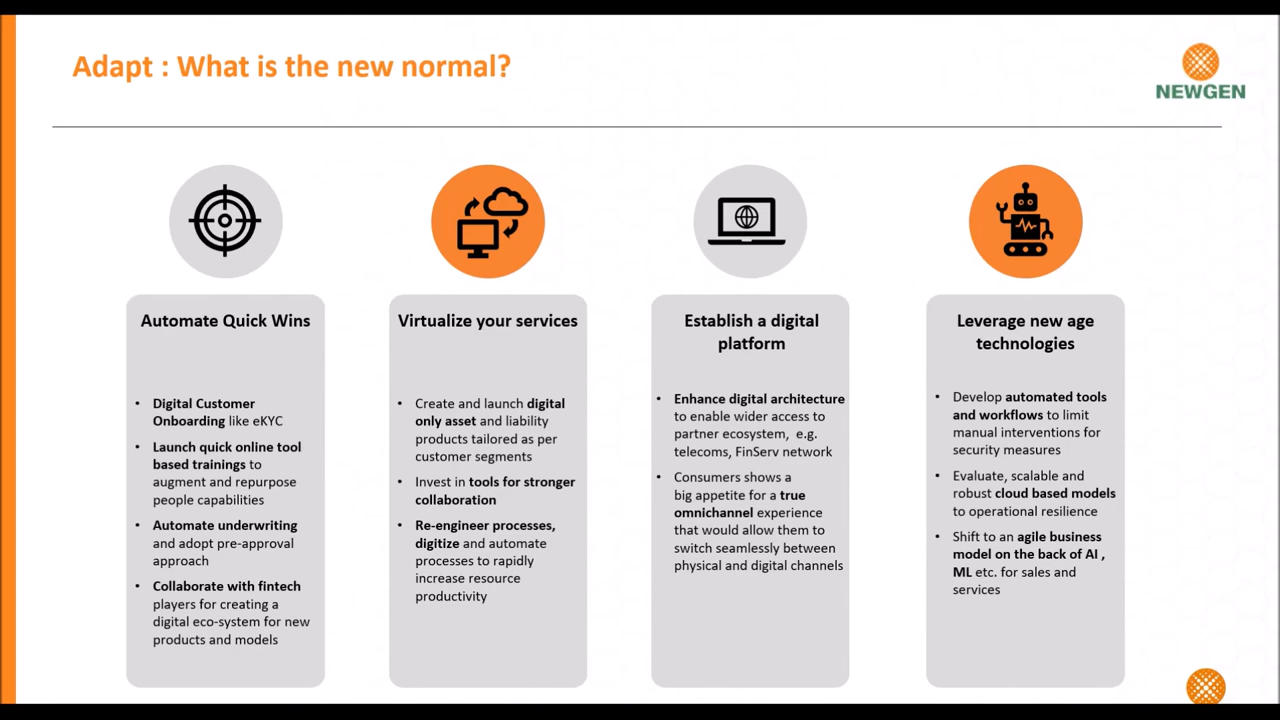 Adapt : What is the new normal?
NEWGEN
Automate Quick Wins
• Digital Customer
Onboarding like eKYC
• Launch quick online tool
based trainings to
augment and repurpose
people capabilities
• Automate underwriting
and adopt pre-approval
approach
• Collaborate with fintech
players for creating a
digital eco-system for new
products and models
Virtualize your services
• Create and launch digital
only asset and liability
products tailored as per
customer segments
• Invest in tools for stronger
collaboration
• Re-engineer processes,
digitize and automate
processes to rapidly
increase resource
productivity
Establish a digital
platform
• Enhance digital architecture
to enable wider access to
partner ecosystem, e.g.
telecoms, FinServ network
• Consumers shows a
big appetite for a true
omnichannel experience
that would allow them to
switch seamlessly between
physical and digital channels
Leverage new age
technologies
• Develop automated tools
and workflows to limit
manual interventions for
security measures
• Evaluate, scalable and
robust cloud based models
to operational resilience
• Shift to an agile business
model on the back of AI ,
ML etc. for sales and
services